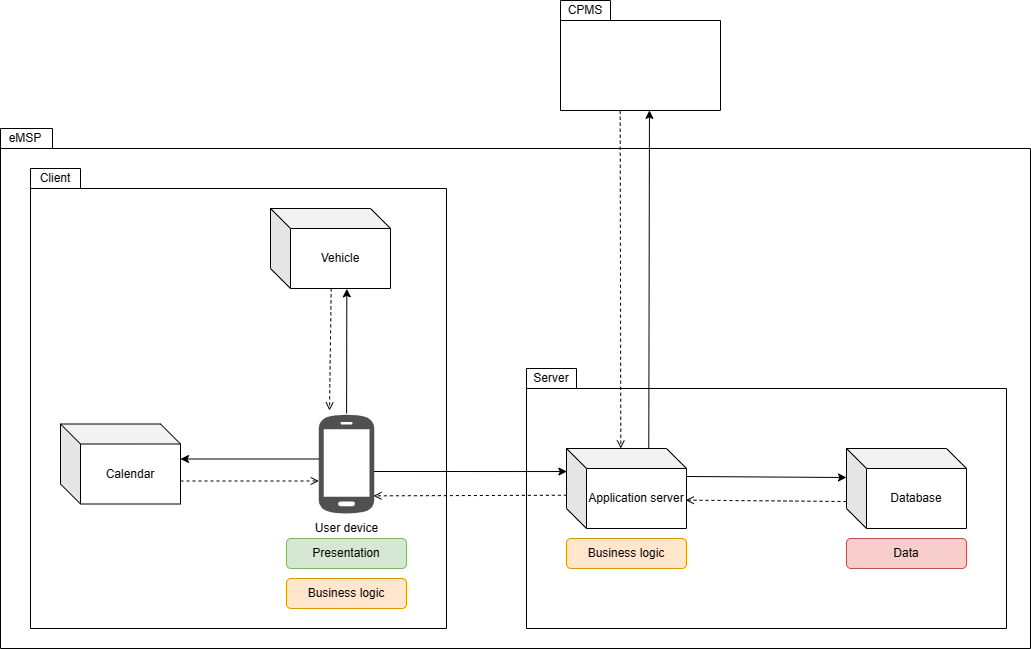 CPMS
eMSP
Client
Vehicle
Server
Calendar
Application server
Database
User device
Presentation
Business logic
Data
Business logic